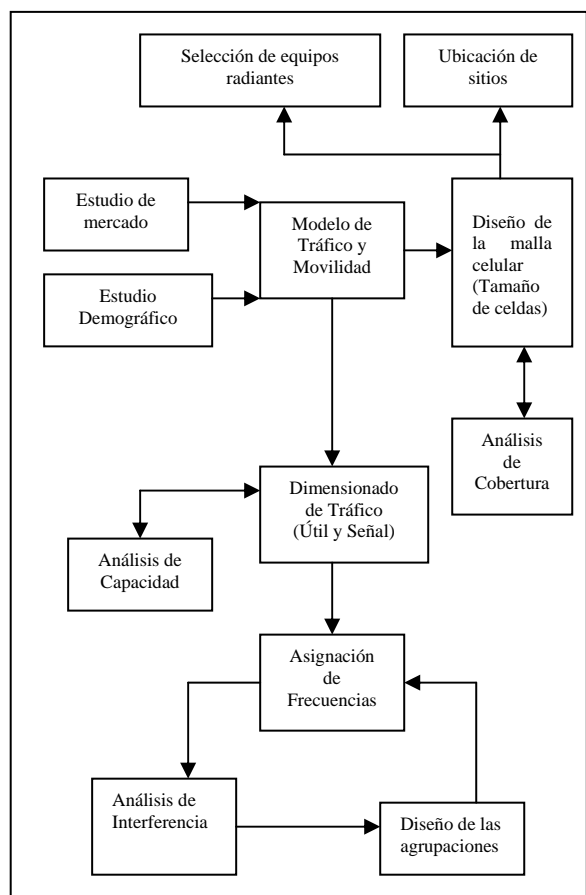 Selección de equipos
radiantes
Ubicación de
sitios
Estudio de
mercado
Modelo de
Tráfico y
Movilidad
Diseño de
la malla
celular
(Tamaño
de celdas)
Estudio
Demográfico
Análisis
de
Cobertura
Dimensionado
de Tráfico
(Útil y Señal)
Análisis de
Capacidad
Asignación
de
Frecuencias
Análisis de
Interferencia
Diseño de las
agrupaciones